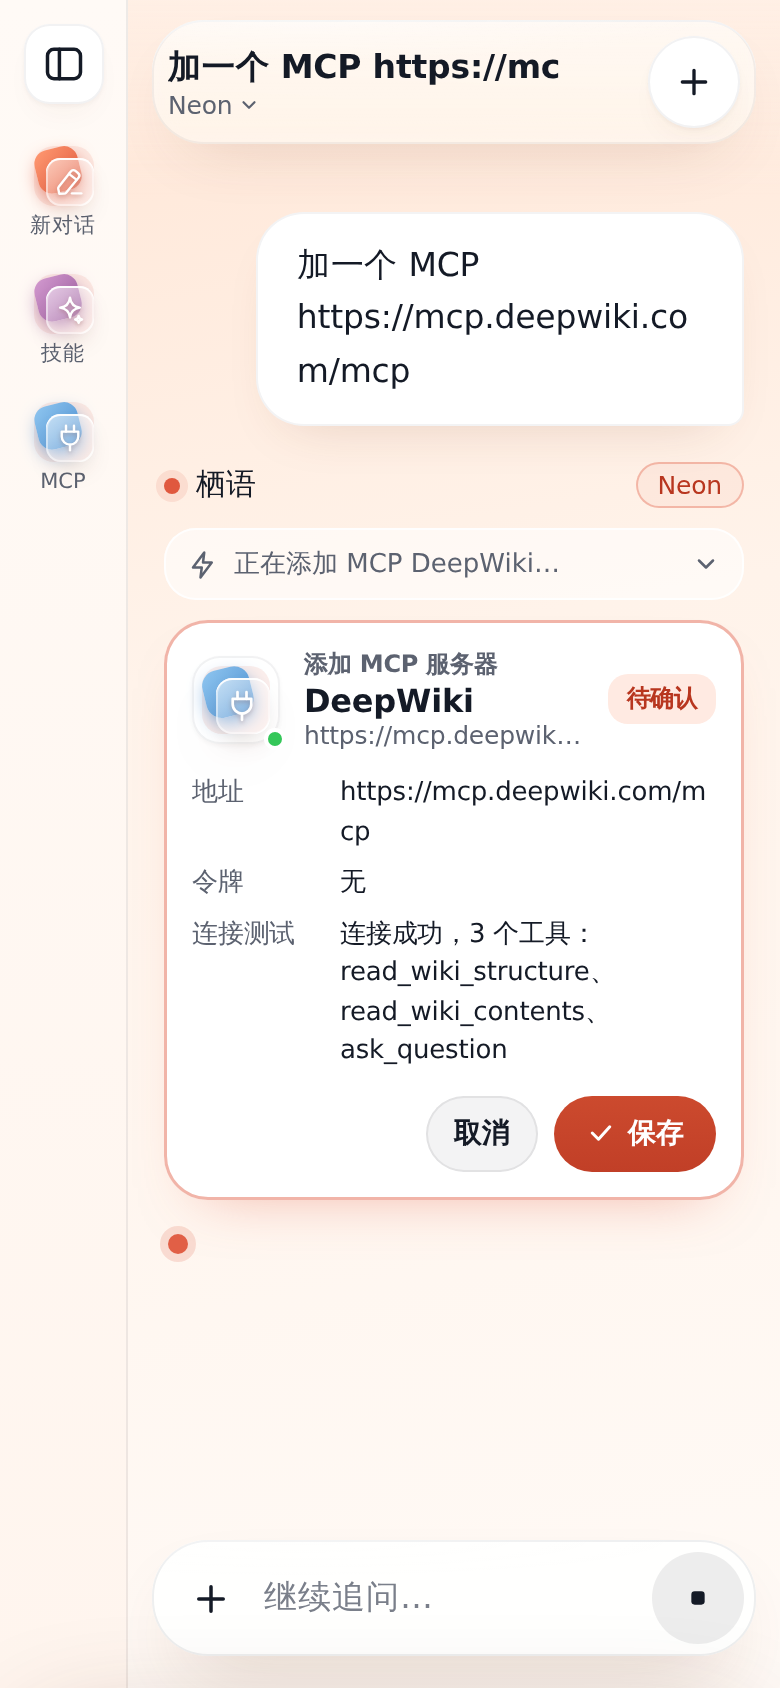 加一个 MCP https://mc
Neon
新对话
技能
MCP
加一个 MCP
https://mcp.deepwiki.co
m/mcp
栖语
Neon
正在添加 MCP DeepWiki...
添加 MCP 服务器
DeepWiki
待确认
https://mcp.deepwik...
地址
https://mcp.deepwiki.com/m
cp
令牌
无
连接测试
连接成功，3 个工具：
read_wiki_structure、
read_wiki_contents、
ask_question
取消
保存
继续追问...